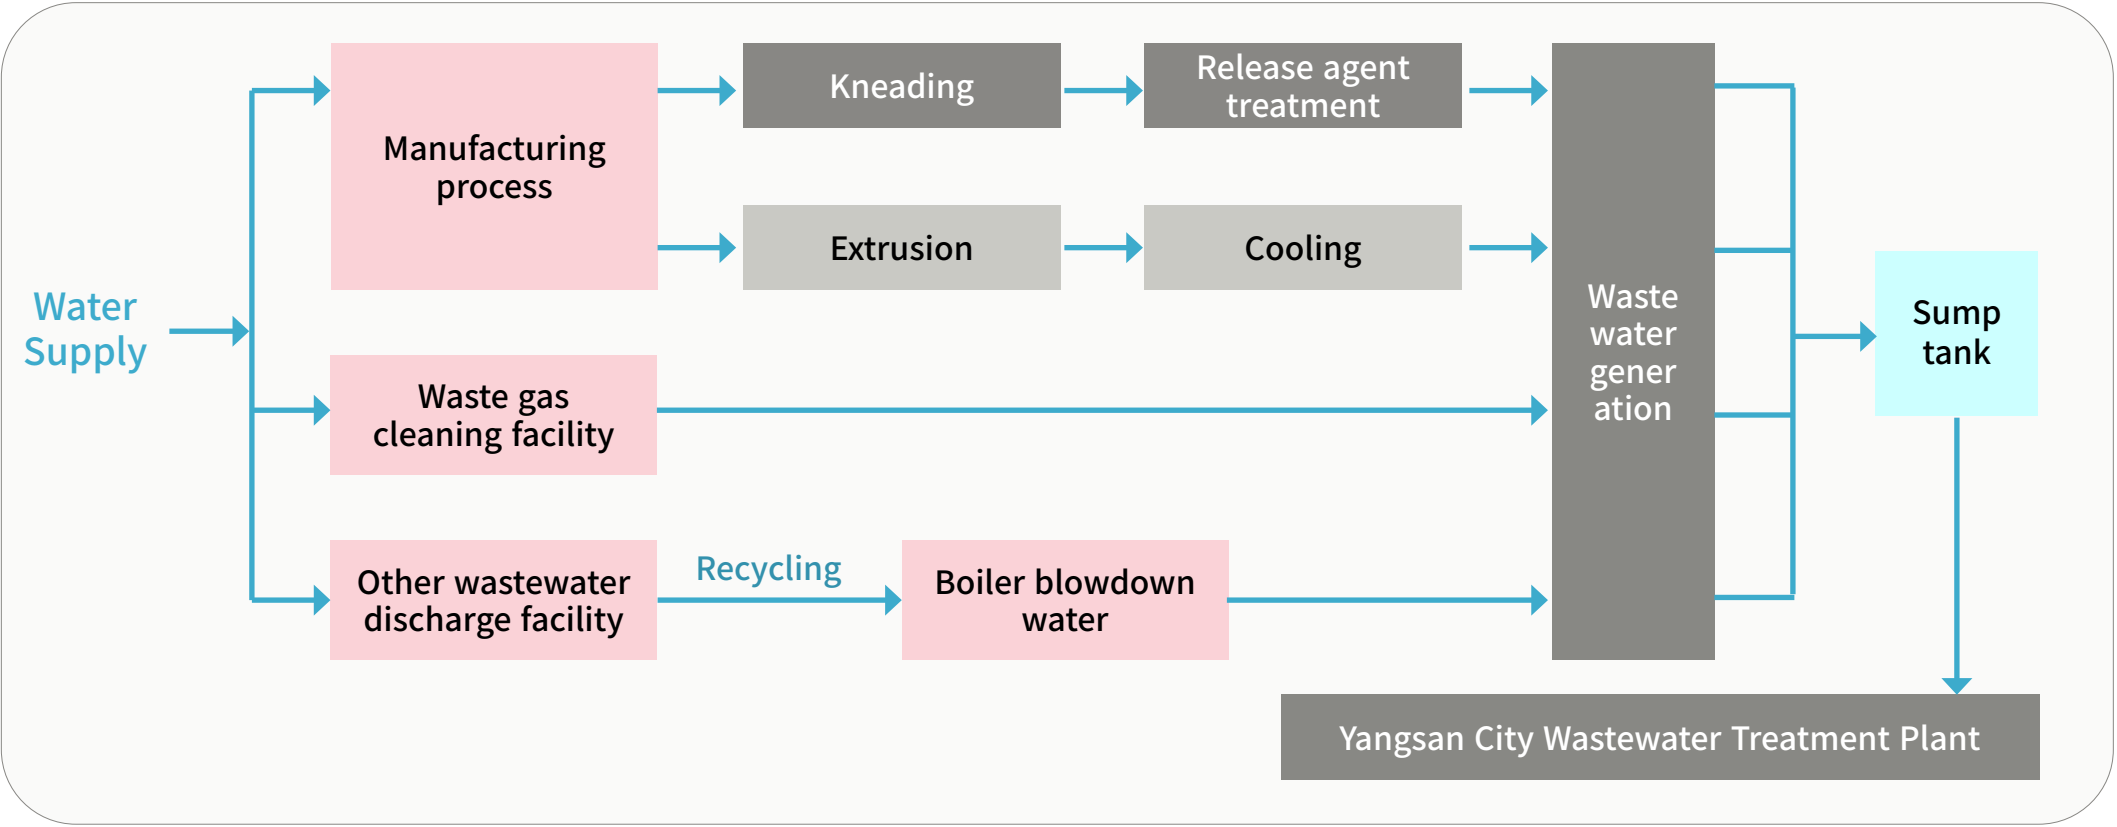 Water
Supply
Manufacturing
process
Kneading
Release agent
treatment
Extrusion
Cooling
Waste gas
cleaning facility
Other wastewater
discharge facility
Recycling
Boiler blowdown
water
Waste
water
gener
ation
Sump
tank
Yangsan City Wastewater Treatment Plant